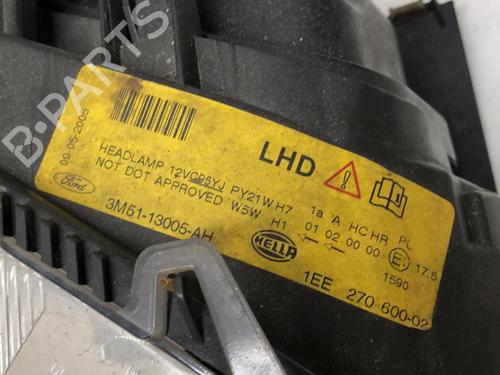 B-PARTS
09.05.2005
LHD
HEADLAMP 12V PY21W H7
NOT DOT APPROVED W5W H1
1a A HC HR PL
01 02 00 00
E 17.5
1590
Ford
3M51-13005-AH
HELLA
1EE 270 600-02